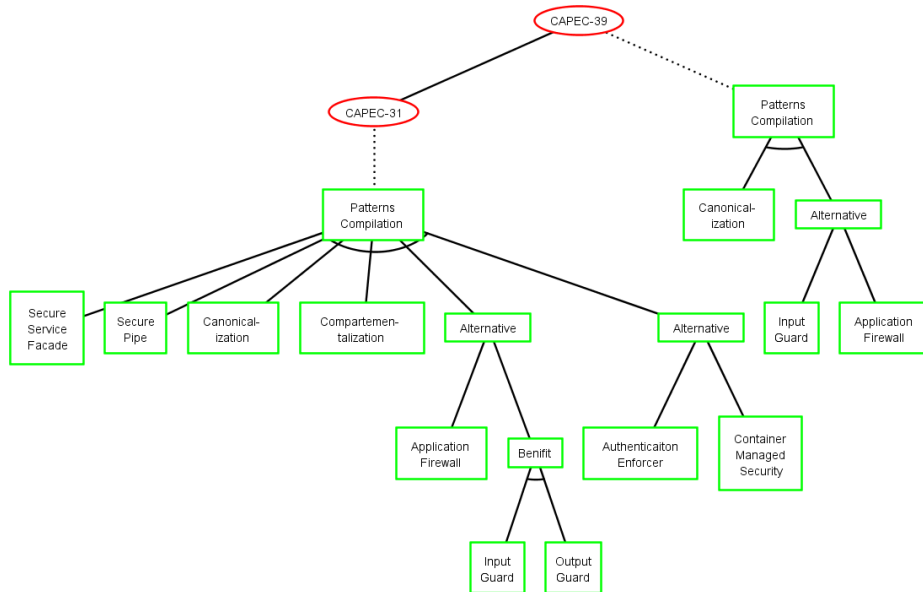 CAPEC-39
CAPEC-31
Patterns
Compilation
Patterns
Compilation
Canonical-
ization
Alternative
Secure
Service
Facade
Secure
Pipe
Canonical-
ization
Compartemen-
talization
Alternative
Alternative
Input
Guard
Application
Firewall
Application
Firewall
Benifit
Authenticaiton
Enforcer
Container
Managed
Security
Input
Guard
Output
Guard